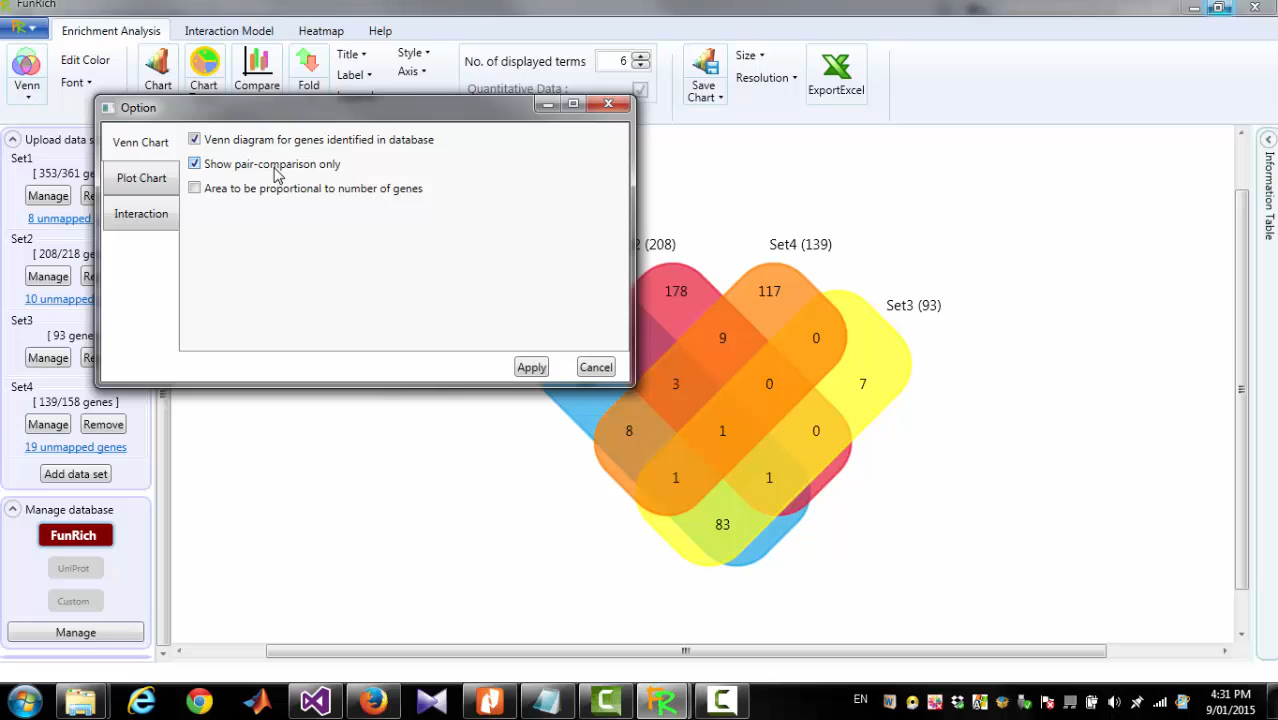 FunRich
Enrichment Analysis
Interaction Model
Heatmap
Help
Venn
Edit Color
Font
Chart
Chart
Compare
Fold
Title
Label
Style
Axis
No. of displayed terms
6
Quantitative Data :
Save
Chart
Size
Resolution
ExportExcel
Option
Venn Chart
Plot Chart
Interaction
Venn diagram for genes identified in database
Show pair-comparison only
Area to be proportional to number of genes
Apply
Cancel
Upload data s
Set1
[ 353/361 g
Manage
Re
8 unmapped
Set2
[ 208/218 ge
Manage
Re
10 unmapped
Set3
[ 93 gene
Manage
Re
Set4
[ 139/158 genes ]
Manage
Remove
19 unmapped genes
Add data set
Manage database
FunRich
UniProt
Custom
Manage
2 (208)
Set4 (139)
Set3 (93)
178
117
9
0
3
0
7
8
1
0
1
1
83
Information Table
EN
4:31 PM
9/01/2015